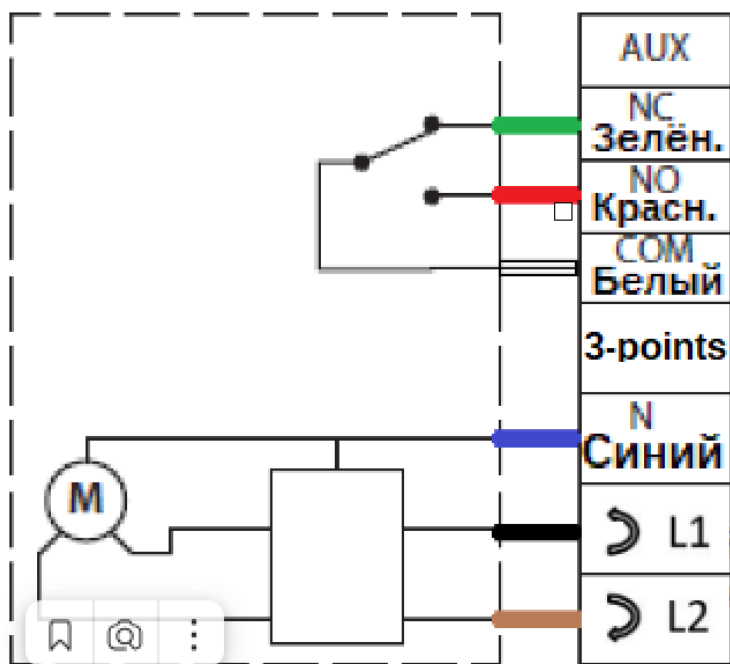 AUX
NC
Зелён.
NO
Красн.
COM
Белый
3-points
N
Синий
M
L1
L2